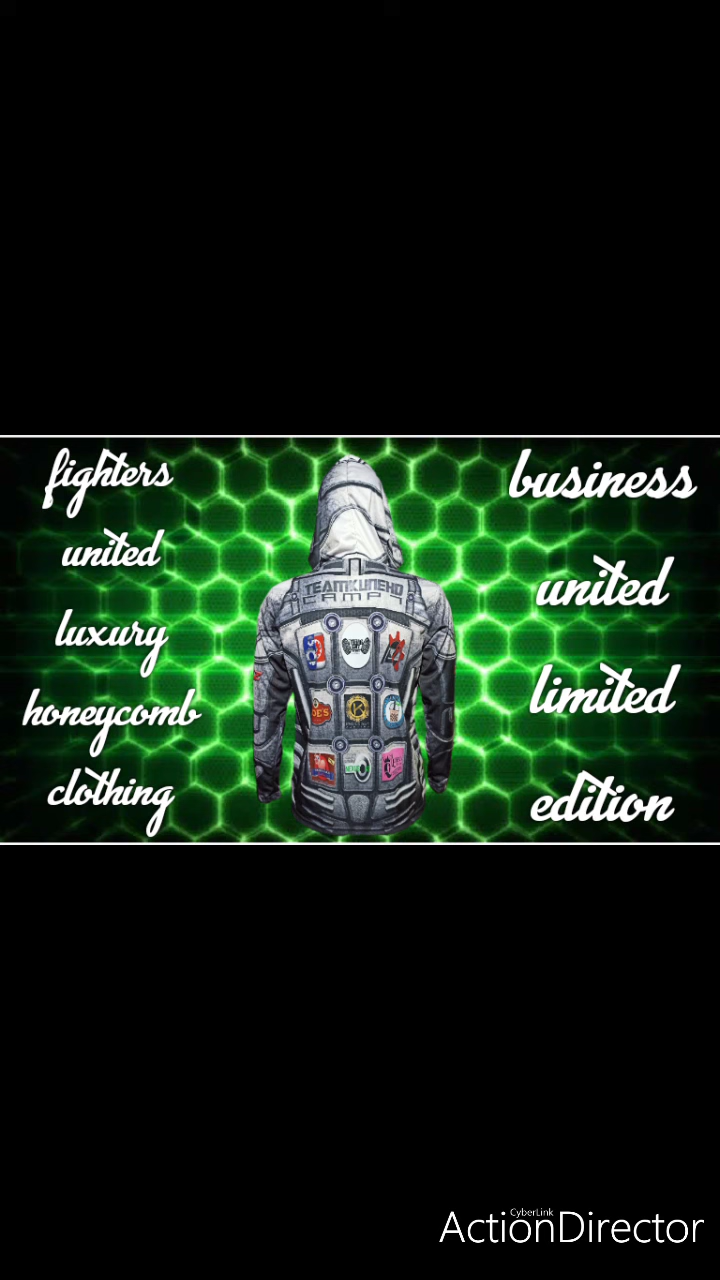 fighters
united
luxury
honeycomb
clothing
business
united
limited
edition
TEAMKUNEHO
CAMP
CyberLink
ActionDirector